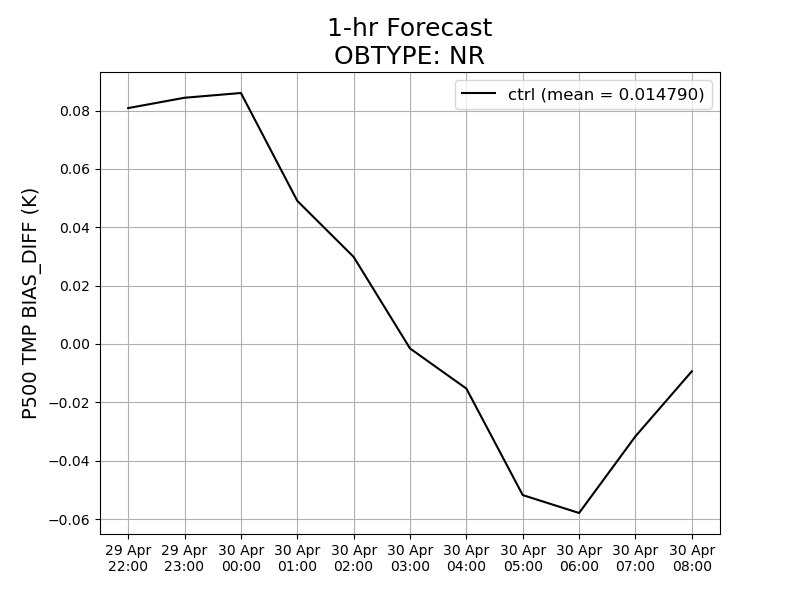 1-hr Forecast
OBTYPE: NR
ctrl (mean = 0.014790)
P500 TMP BIAS_DIFF (K)
0.08
0.06
0.04
0.02
0.00
−0.02
−0.04
−0.06
29 Apr 29 Apr 30 Apr 30 Apr 30 Apr 30 Apr 30 Apr 30 Apr 30 Apr 30 Apr 30 Apr
22:00 23:00 00:00 01:00 02:00 03:00 04:00 05:00 06:00 07:00 08:00